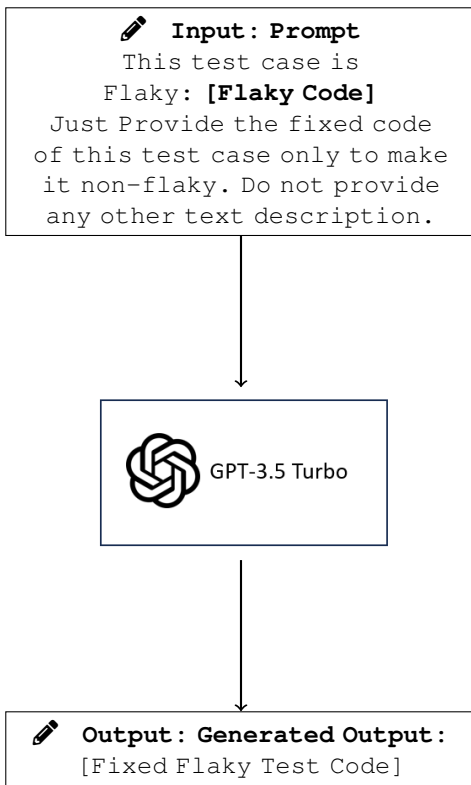 Input: Prompt
This test case is
Flaky: [Flaky Code]
Just Provide the fixed code
of this test case only to make
it non-flaky. Do not provide
any other text description.
GPT-3.5 Turbo
Output: Generated Output:
[Fixed Flaky Test Code]